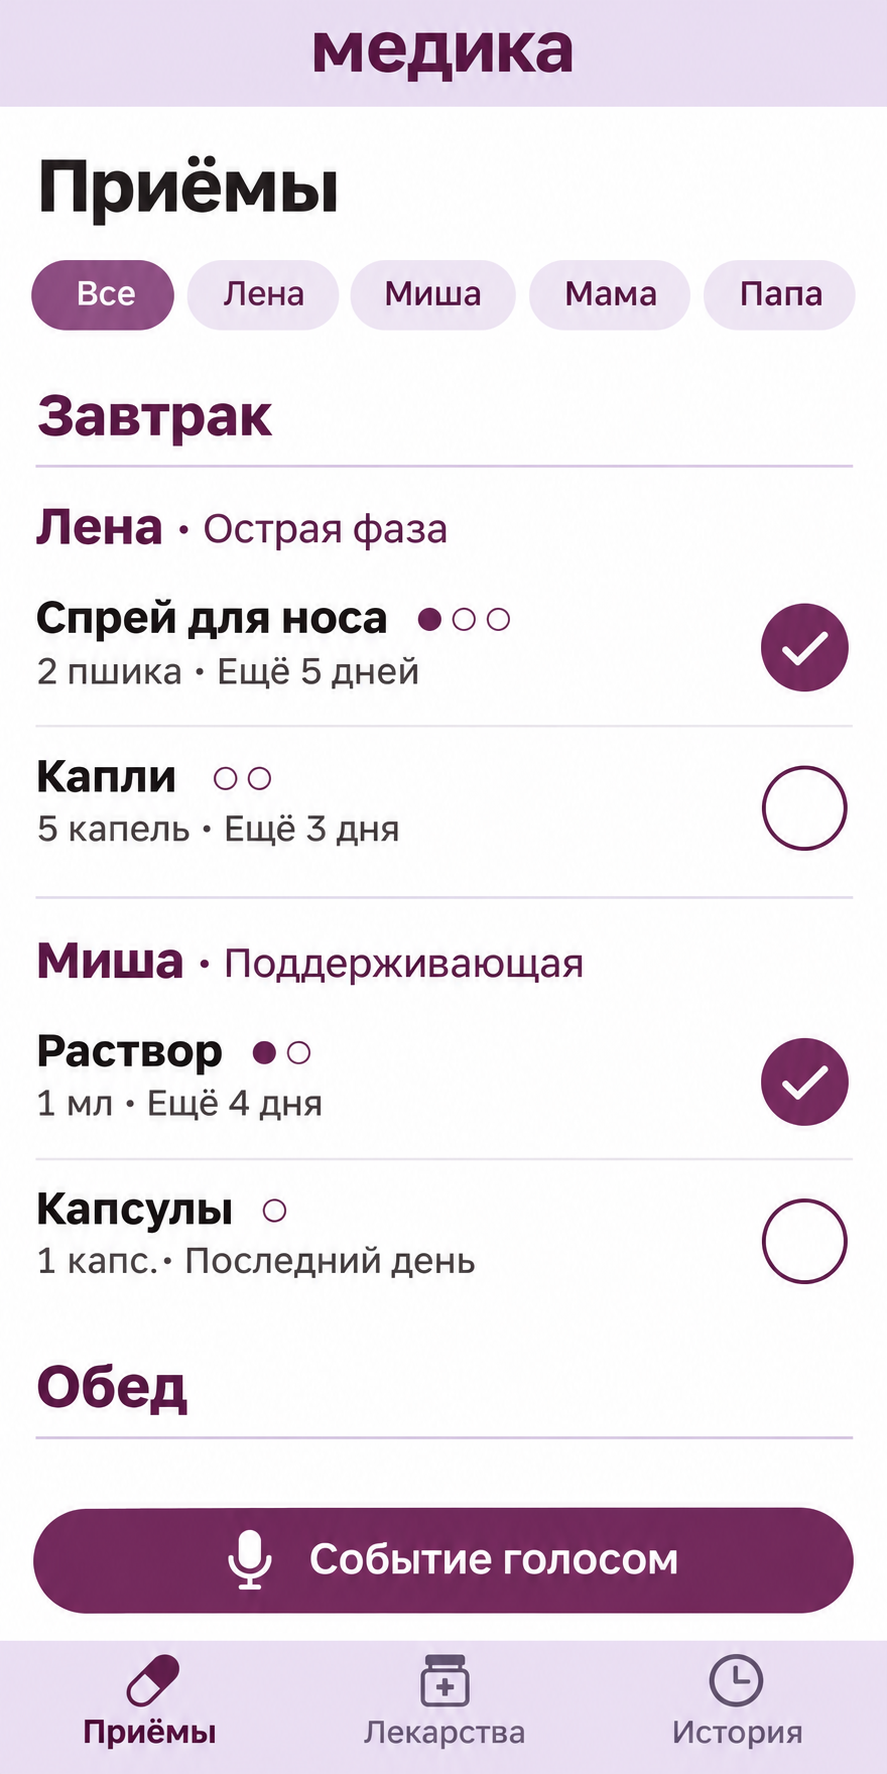 медика
Приёмы
Все Лена Миша Мама Папа
Завтрак
Лена · Острая фаза
Спрей для носа
2 пшика · Ещё 5 дней
Капли
5 капель · Ещё 3 дня
Миша · Поддерживающая
Раствор
1 мл · Ещё 4 дня
Капсулы
1 капс. · Последний день
Обед
Событие голосом
Приёмы Лекарства История